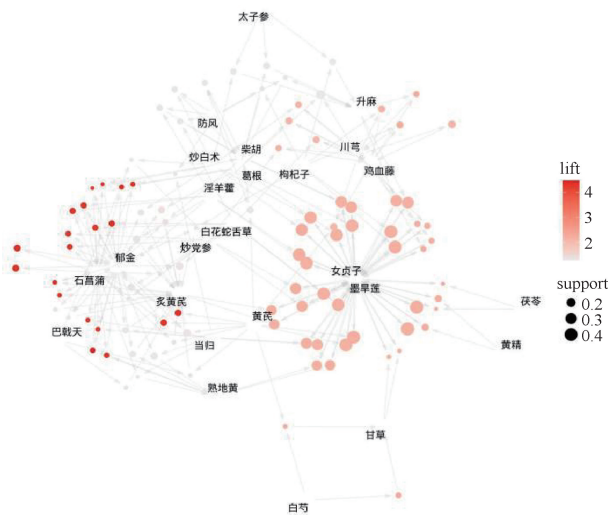 太子参
升麻
防风
川芎
柴胡
炒白术
鸡血藤
葛根
枸杞子
淫羊藿
白花蛇舌草
炒党参
郁金
女贞子
石菖蒲
墨旱莲
炙黄芪
茯苓
黄芪
巴戟天
当归
黄精
熟地黄
甘草
白芍
lift
4
3
2
support
0.2
0.3
0.4